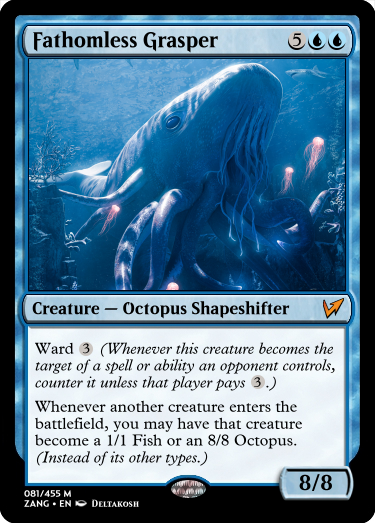 Fathomless Grasper 5
Creature — Octopus Shapeshifter
Ward 3 (Whenever this creature becomes the
target of a spell or ability an opponent controls,
counter it unless that player pays 3.)
Whenever another creature enters the
battlefield, you may have that creature
become a 1/1 Fish or an 8/8 Octopus.
(Instead of its other types.)
8/8
081/455 M
ZANG • EN Deltakosh